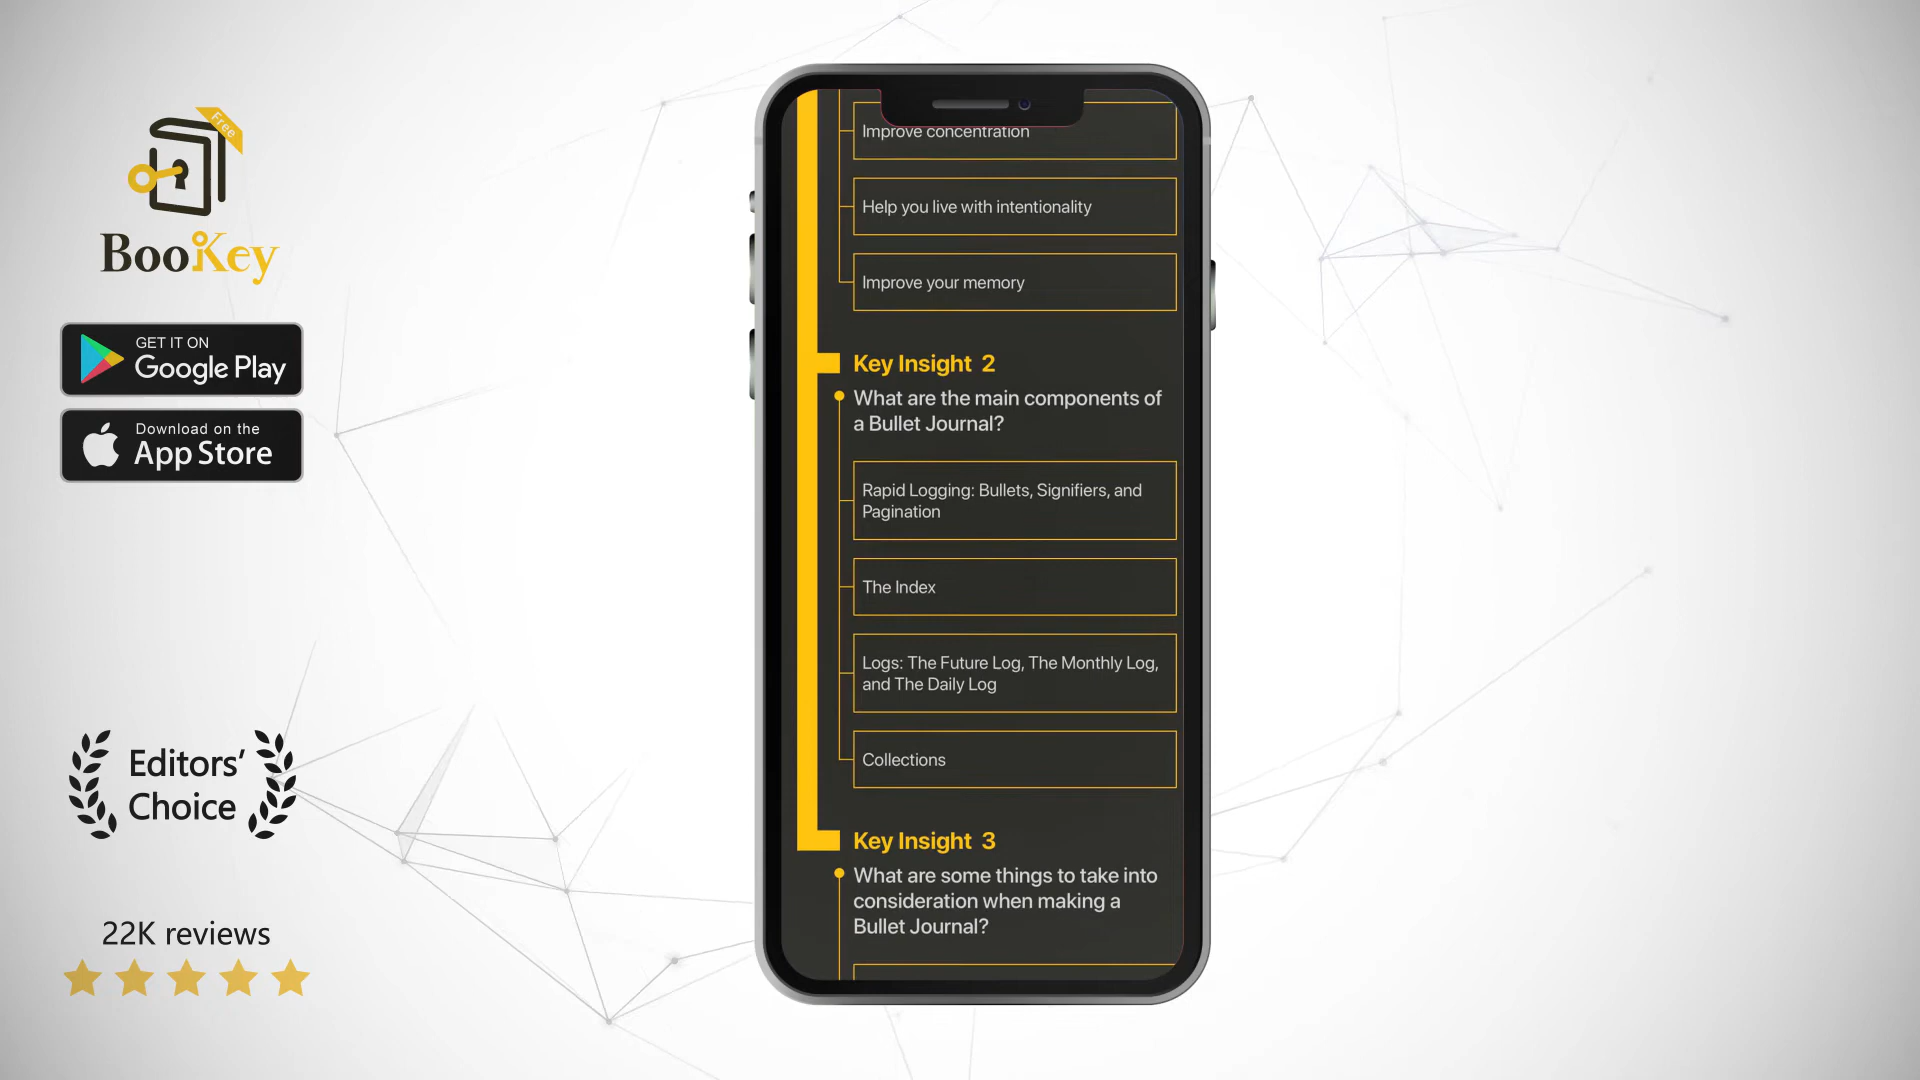 Free
BooKey
GET IT ON
Google Play
Download on the
App Store
Editors’
Choice
22K reviews
Improve concentration
Help you live with intentionality
Improve your memory
Key Insight 2
What are the main components of
a Bullet Journal?
Rapid Logging: Bullets, Signifiers, and
Pagination
The Index
Logs: The Future Log, The Monthly Log,
and The Daily Log
Collections
Key Insight 3
What are some things to take into
consideration when making a
Bullet Journal?